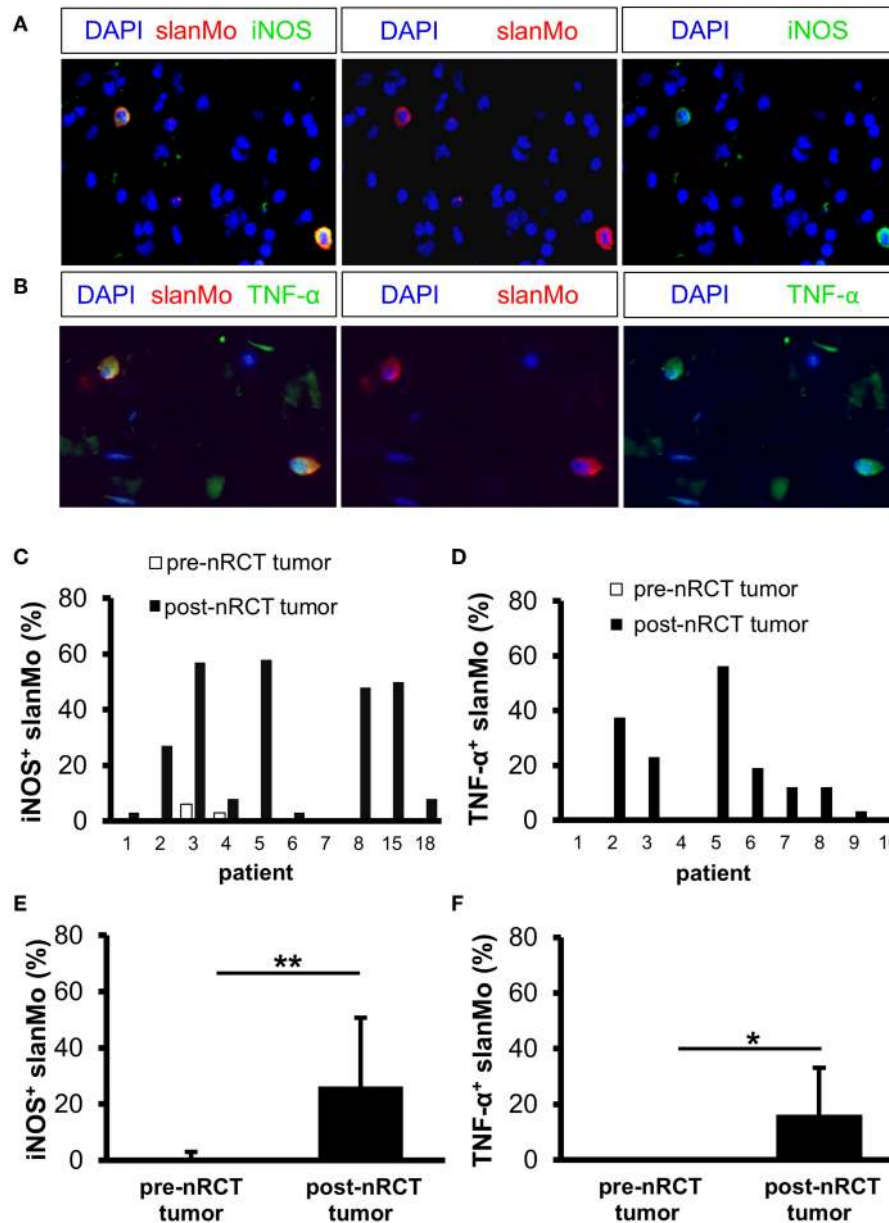 A
DAPI slanMo iNOS
DAPI slanMo
DAPI iNOS
B
DAPI slanMo TNF-α
DAPI slanMo
DAPI TNF-α
C
pre-nRCT tumor
post-nRCT tumor
iNOS⁺ slanMo (%)
80
60
40
20
0
1 2 3 4 5 6 7 8 15 18
patient
D
pre-nRCT tumor
post-nRCT tumor
TNF-α⁺ slanMo (%)
80
60
40
20
0
1 2 3 4 5 6 7 8 9
patient
E
iNOS⁺ slanMo (%)
80
60
40
20
0
**
pre-nRCT tumor
post-nRCT tumor
F
TNF-α⁺ slanMo (%)
80
60
40
20
0
*
pre-nRCT tumor
post-nRCT tumor